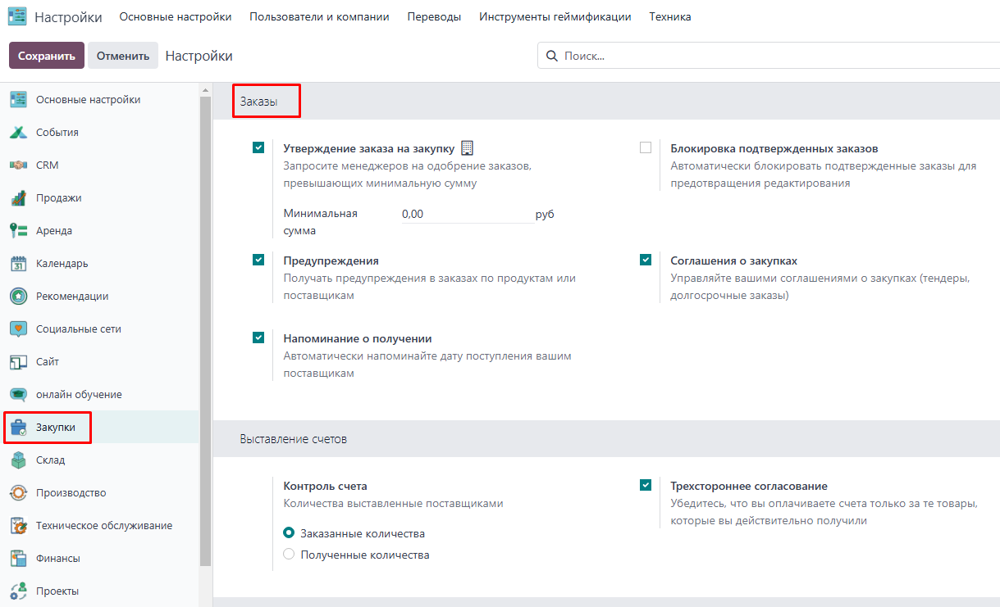 Настройки Основные настройки Пользователи и компании Переводы Инструменты геймификации Техника
Сохранить Отменить Настройки Поиск...
Основные настройки
События
CRM
Продажи
Аренда
31 Календарь
Рекомендации
Социальные сети
Сайт
онлайн обучение
Закупки
Склад
Производство
Техническое обслуживание
Финансы
Проекты
Заказы
Утверждение заказа на закупку
Запросите менеджеров на одобрение заказов,
превышающих минимальную сумму
Минимальная
сумма
0,00 руб
Блокировка подтвержденных заказов
Автоматически блокировать подтвержденные заказы для
предотвращения редактирования
Предупреждения
Получать предупреждения в заказах по продуктам или
поставщикам
Соглашения о закупках
Управляйте вашими соглашениями о закупках (тендеры,
долгосрочные заказы)
Напоминание о получении
Автоматически напоминайте дату поступления вашим
поставщикам
Выставление счетов
Контроль счета
Количества выставленные поставщиками
Заказанные количества
Полученные количества
Трехстороннее согласование
Убедитесь, что вы оплачиваете счета только за те товары,
которые вы действительно получили